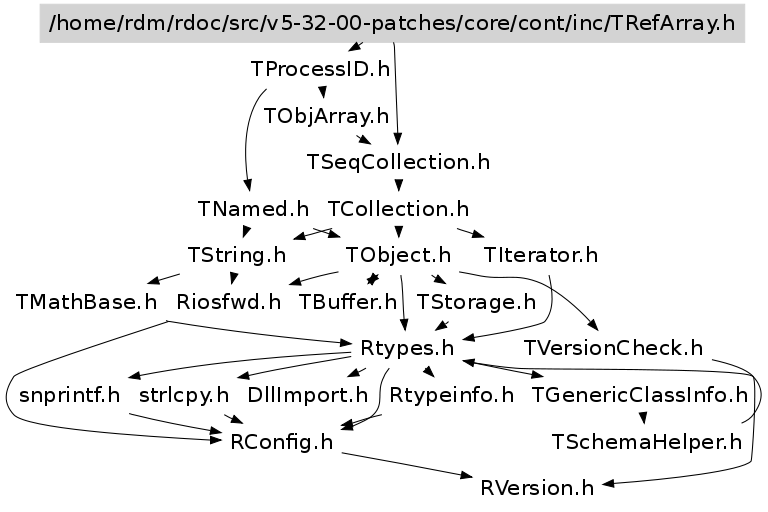 /home/rdm/rdoc/src/v5-32-00-patches/core/cont/inc/TRefArray.h
TProcessID.h
TObjArray.h
TSeqCollection.h
TNamed.h TCollection.h
TString.h TObject.h TIterator.h
TMathBase.h Riosfwd.h TBuffer.h TStorage.h
Rtypes.h TVersionCheck.h
snprintf.h strlcpy.h DllImport.h Rtypeinfo.h TGenericClassInfo.h
RConfig.h TSchemaHelper.h
RVersion.h